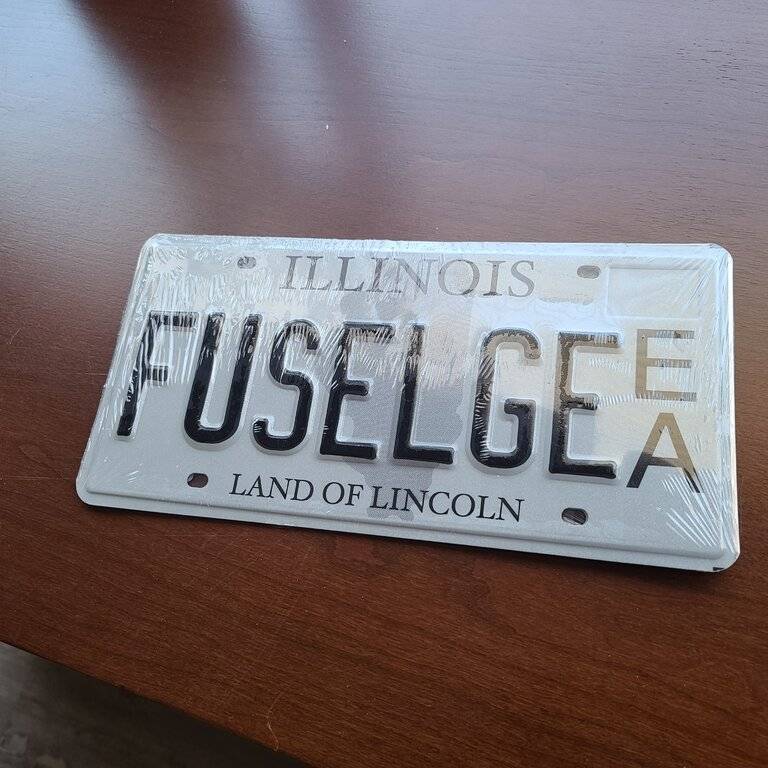 ILLINOIS
FUSELGE
E
A
LAND OF LINCOLN